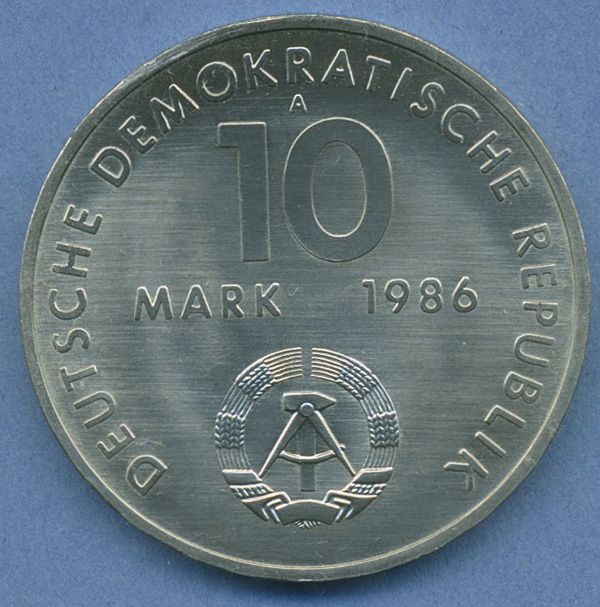 DEUTSCHE DEMOKRATISCHE REPUBLIK
A
10
MARK 1986